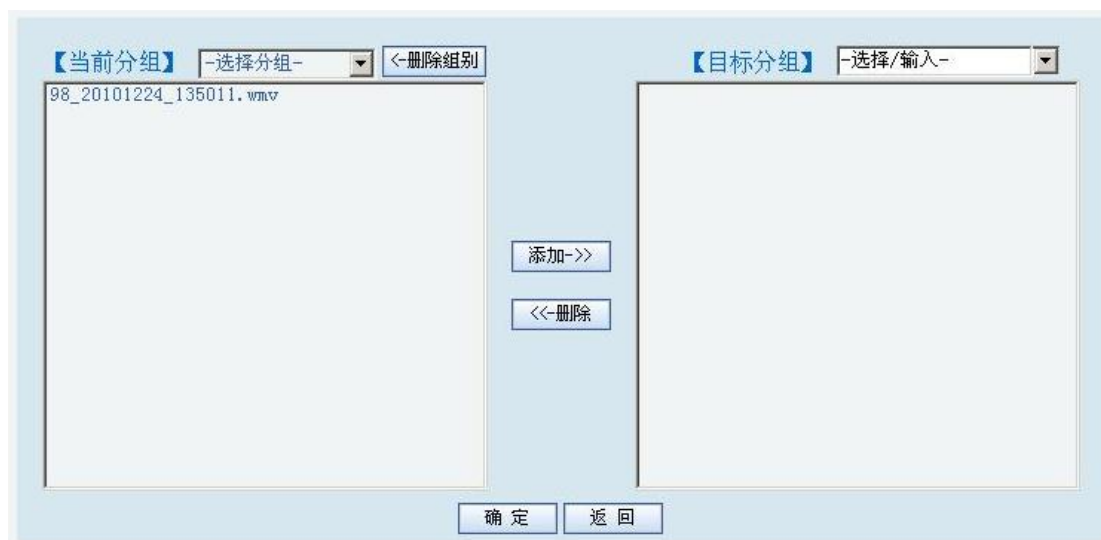 【当前分组】 -选择分组- <-删除组别 【目标分组】 -选择/输入-
98_20101224_135011.wmv
添加->>
<<-删除
确 定 返 回